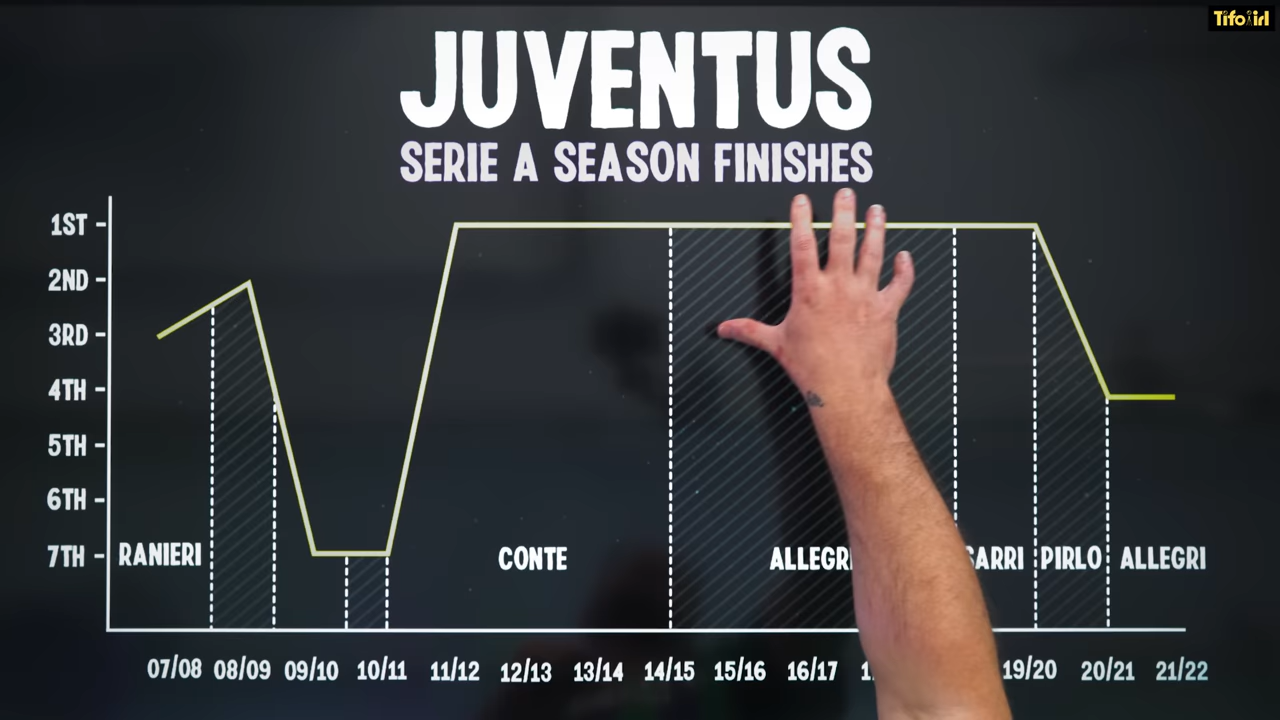 Tifo irl
JUVENTUS
SERIE A SEASON FINISHES
1ST
2ND
3RD
4TH
5TH
6TH
7TH
RANIERI
CONTE
ALLEGRI
SARRI
PIRLO
ALLEGRI
07/08 08/09 09/10 10/11 11/12 12/13 13/14 14/15 15/16 16/17 19/20 20/21 21/22